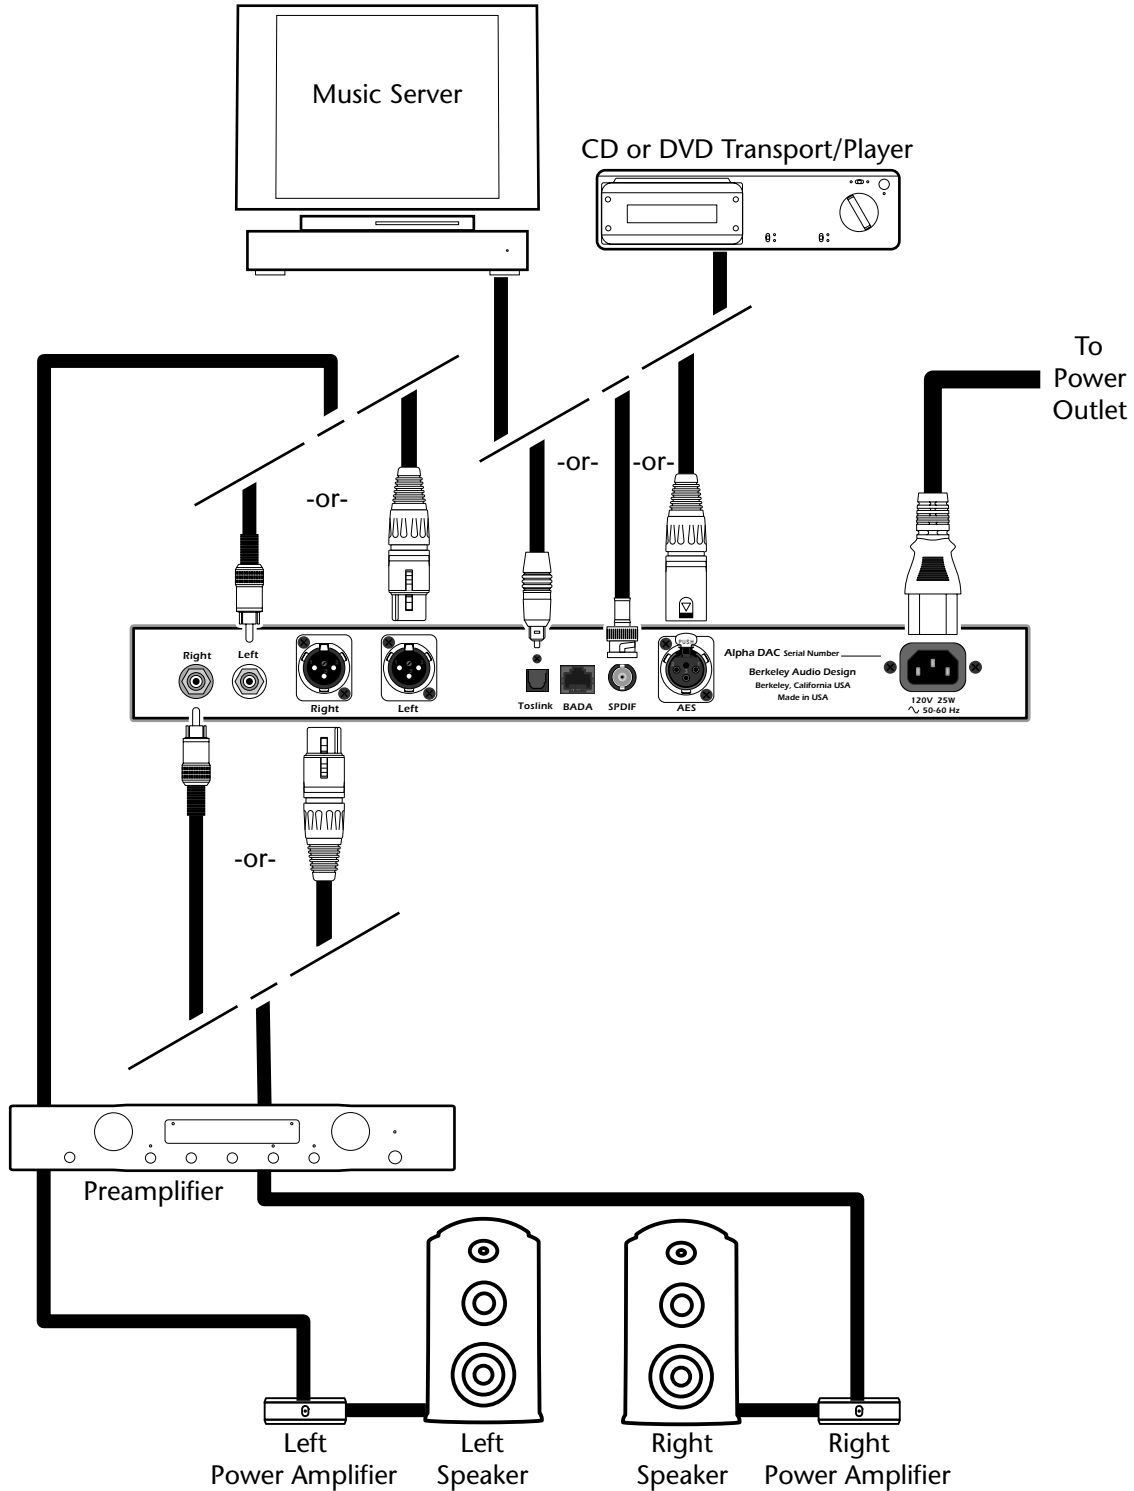 Music Server
CD or DVD Transport/Player
To
Power
Outlet
-or-
-or-
-or-
Right
Left
Right
Left
Toslink
BADA
SPDIF
PUSH
AES
Alpha DAC Serial Number ________
Berkeley Audio Design
Berkeley, California USA
Made in USA
120V 25W
50-60 Hz
-or-
Preamplifier
Left
Power Amplifier
Left
Speaker
Right
Speaker
Right
Power Amplifier